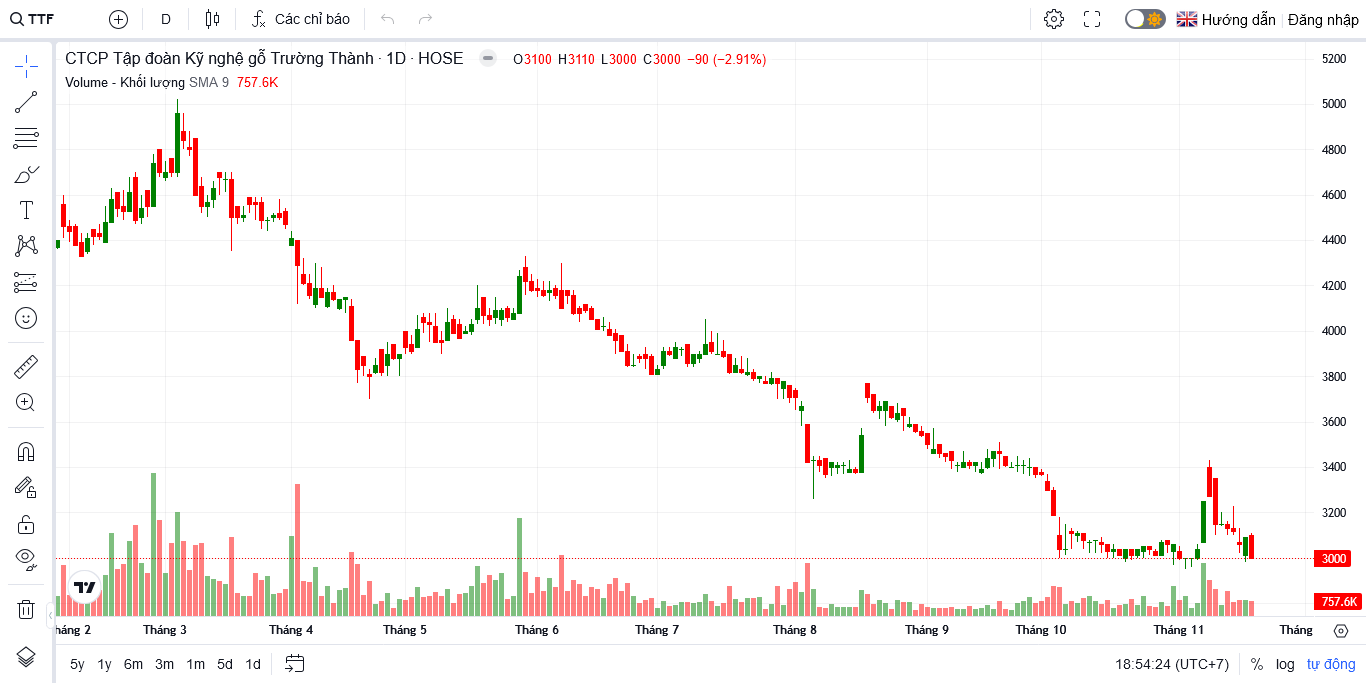 TTF D Các chỉ báo Hướng dẫn Đăng nhập
CTCP Tập đoàn Kỹ nghệ gỗ Trường Thành · 1D · HOSE O3100 H3110 L3000 C3000 −90 (−2.91%)
Volume - Khối lượng SMA 9 757.6K
5200
5000
4800
4600
4400
4200
4000
3800
3600
3400
3200
3000
757.6K
háng 2 Tháng 3 Tháng 4 Tháng 5 Tháng 6 Tháng 7 Tháng 8 Tháng 9 Tháng 10 Tháng 11 Tháng
5y 1y 6m 3m 1m 5d 1d 18:54:24 (UTC+7) % log tự động